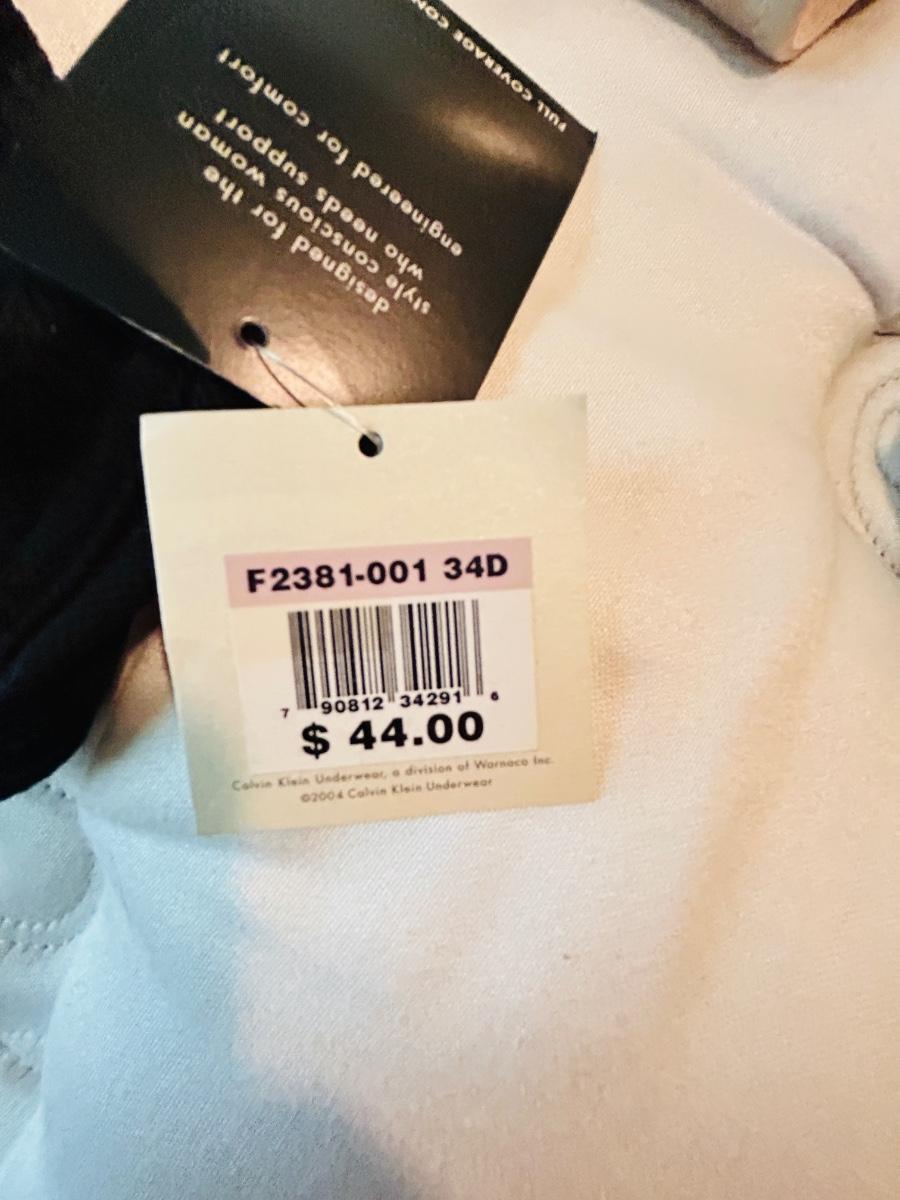 FULL COVERAGE
designed for the
style conscious woman
who needs support
engineered for comfort
F2381-001 34D
7 90812 34291 6
$ 44.00
Calvin Klein Underwear, a division of Warnaco Inc.
©2004 Calvin Klein Underwear